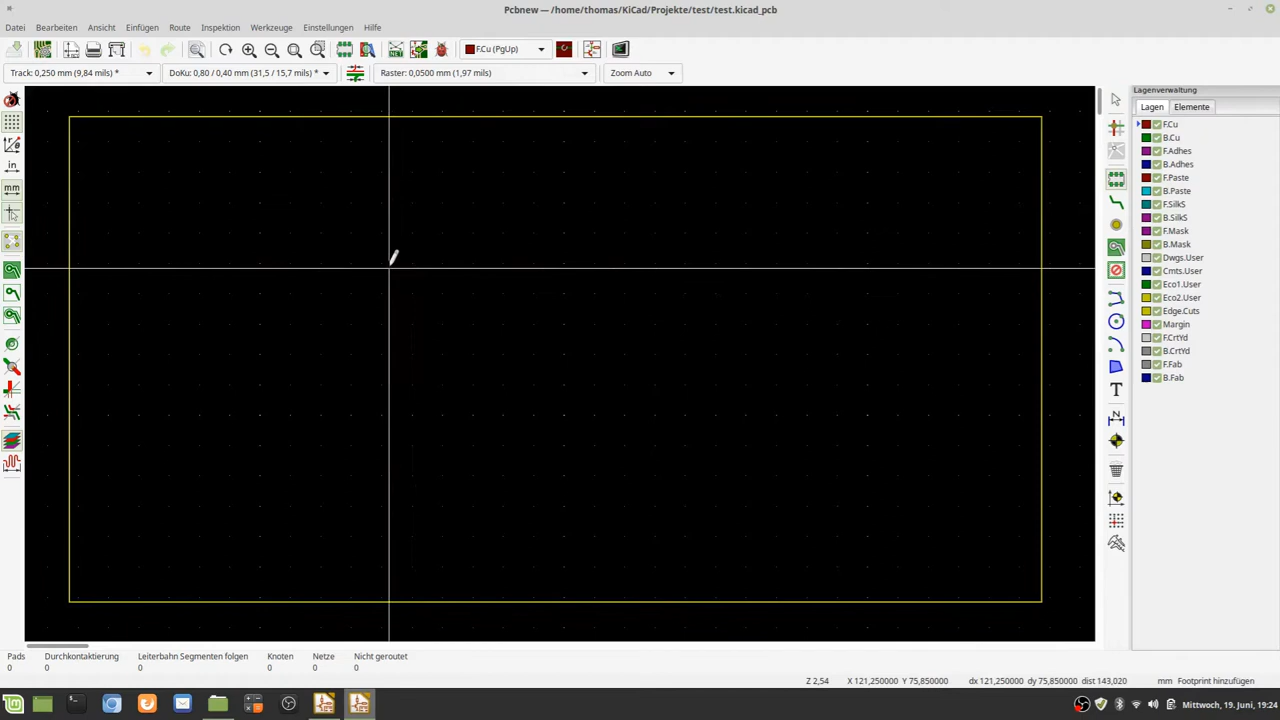 Pcbnew — /home/thomas/KiCad/Projekte/test/test.kicad_pcb
Datei Bearbeiten Ansicht Einfügen Route Inspektion Werkzeuge Einstellungen Hilfe
NET F.Cu (PgUp)
Track: 0,250 mm (9,84 mils) * DoKu: 0,80 / 0,40 mm (31,5 / 15,7 mils) * Raster: 0,0500 mm (1,97 mils) Zoom Auto
in
mm
T
N
Lagenverwaltung
Lagen Elemente
F.Cu
B.Cu
F.Adhes
B.Adhes
F.Paste
B.Paste
F.SilkS
B.SilkS
F.Mask
B.Mask
Dwgs.User
Cmts.User
Eco1.User
Eco2.User
Edge.Cuts
Margin
F.CrtYd
B.CrtYd
F.Fab
B.Fab
Pads Durchkontaktierung Leiterbahn Segmenten folgen Knoten Netze Nicht geroutet
0 0 0 0 0 0
Z 2,54 X 121,250000 Y 75,850000 dx 121,250000 dy 75,850000 dist 143,020 mm Footprint hinzufügen
Mittwoch, 19. Juni, 19:24